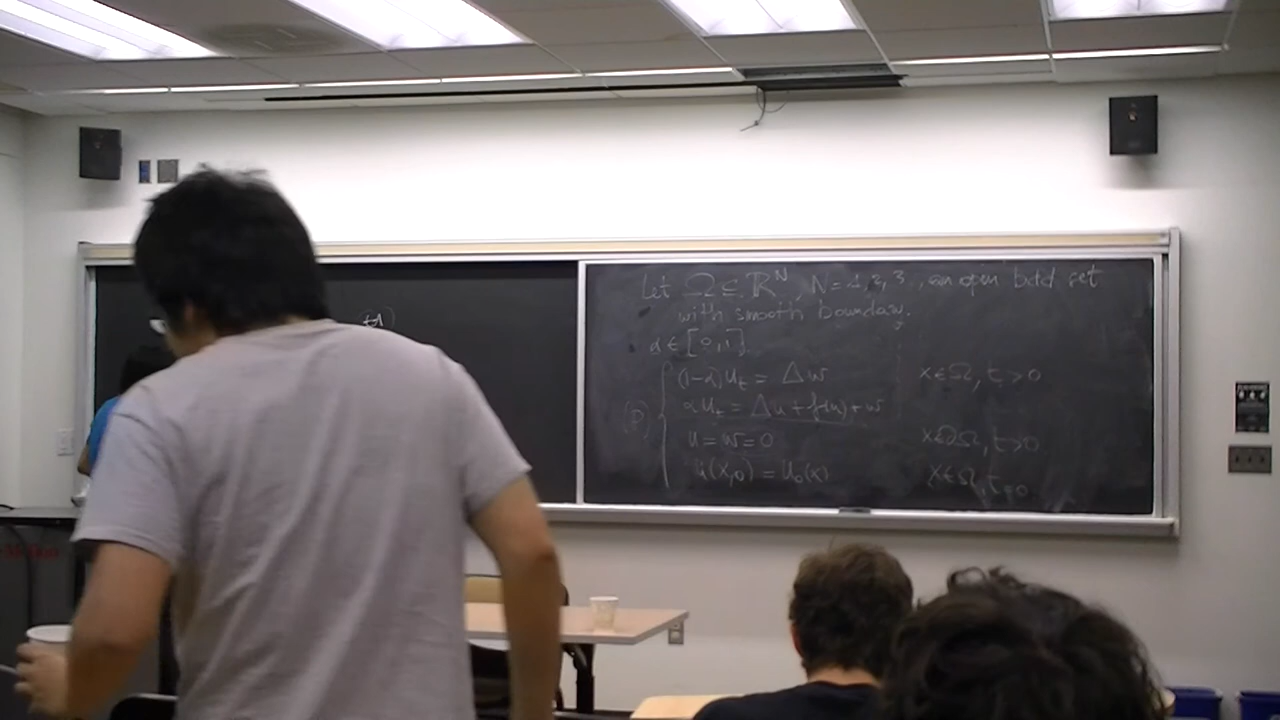 Let Ω ⊆ ℝ^N, N = 1, 2, 3, an open bdd set
with smooth boundary.
α ∈ [0,1]
(P) { (1-α)u_t = Δw    x∈Ω, t>0
αu_t = Δu + f(u) + w
u = w = 0    x∈∂Ω, t>0
u(x,0) = u_0(x)    x∈Ω, t=0